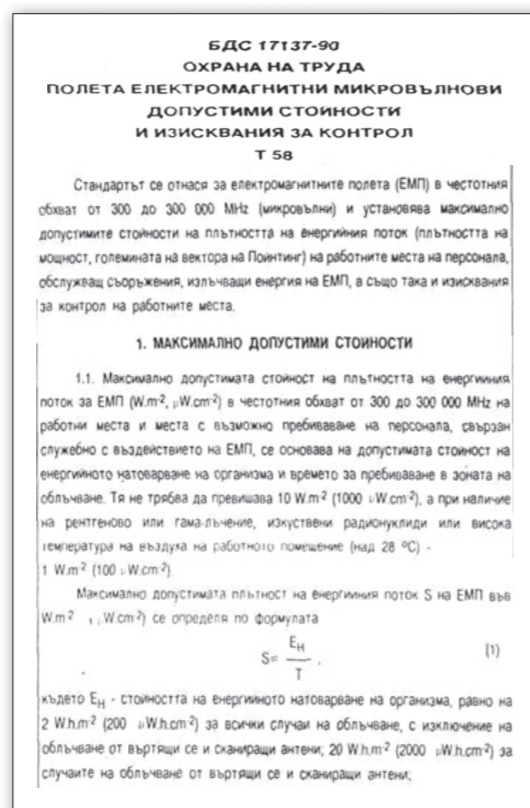 БДС 17137-90
ОХРАНА НА ТРУДА
ПОЛЕТА ЕЛЕКТРОМАГНИТНИ МИКРОВЪЛНОВИ
ДОПУСТИМИ СТОЙНОСТИ
И ИЗИСКВАНИЯ ЗА КОНТРОЛ
Т 58
Стандартът се отнася за електромагнитните полета (ЕМП) в честотния
обхват от 300 до 300 000 MHz (микровълни) и установява максимално
допустимите стойности на плътността на енергийния поток (плътността на
мощност, големината на вектора на Пойнтинг) на работните места на персонала,
обслужващ съоръжения, излъчващи енергия на ЕМП, а също така и изисквания
за контрол на работните места.
1. МАКСИМАЛНО ДОПУСТИМИ СТОЙНОСТИ
1.1. Максимално допустимата стойност на плътността на енергийния
поток за ЕМП (W.m-2, μW.cm-2) в честотния обхват от 300 до 300 000 MHz на
работни места и места с възможно пребиваване на персонала, свързан
служебно с въздействието на ЕМП, се основава на допустимата стойност на
енергийното натоварване на организма и времето за пребиваване в зоната на
облъчване. Тя не трябва да превишава 10 W.m-2 (1000 μW.cm-2), а при наличие
на рентгеново или гама-лъчение, изкуствени радионуклиди или висока
температура на въздуха на работното помещение (над 28 ºC) -
1 W.m-2 (100 μW.cm-2)
Максимално допустимата плътност на енергийния поток S на ЕМП във
W.m2 (μW.cm2) се определя по формулата
S= EH / T , (1)
където EH - стойността на енергийното натоварване на организма, равно на
2 W.h.m-2 (200 μW.h.cm-2) за всички случаи на облъчване, с изключение на
облъчване от въртящи се и сканиращи антени; 20 W.h.m-2 (2000 μW.h.cm-2) за
случаите на облъчване от въртящи се и сканиращи антени;